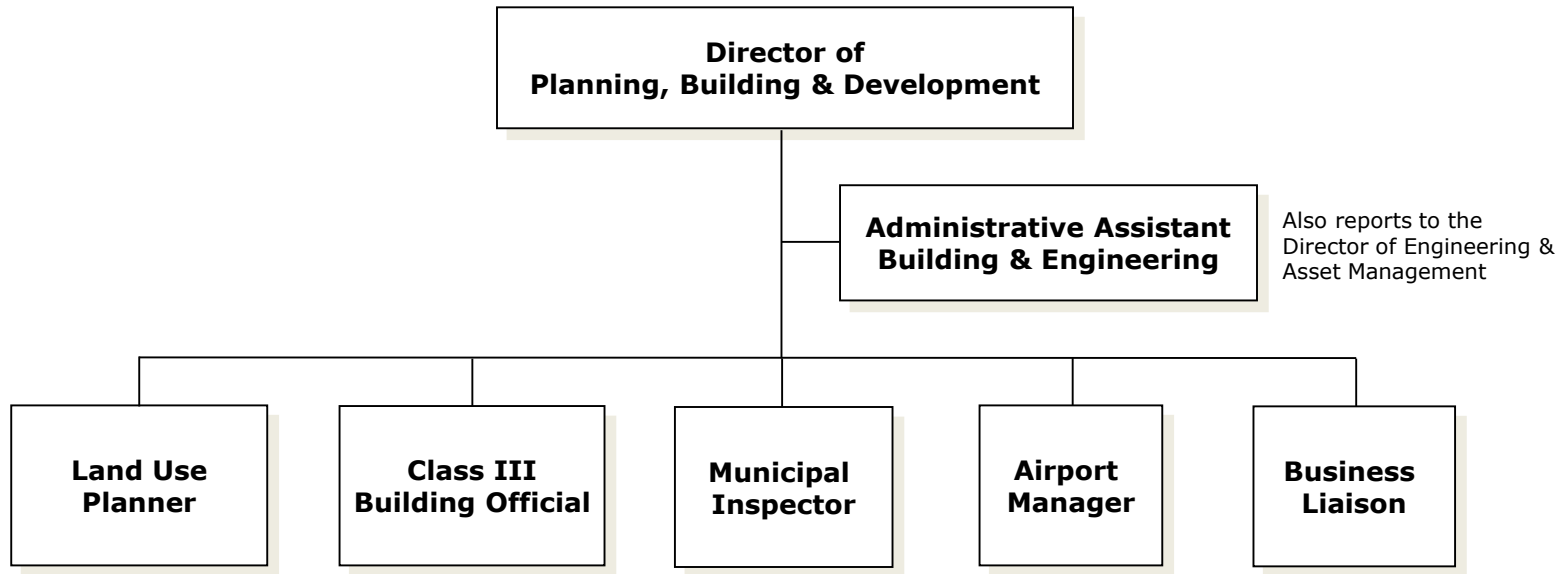 Director of
Planning, Building & Development
Administrative Assistant
Building & Engineering
Also reports to the
Director of Engineering &
Asset Management
Land Use
Planner
Class III
Building Official
Municipal
Inspector
Airport
Manager
Business
Liaison